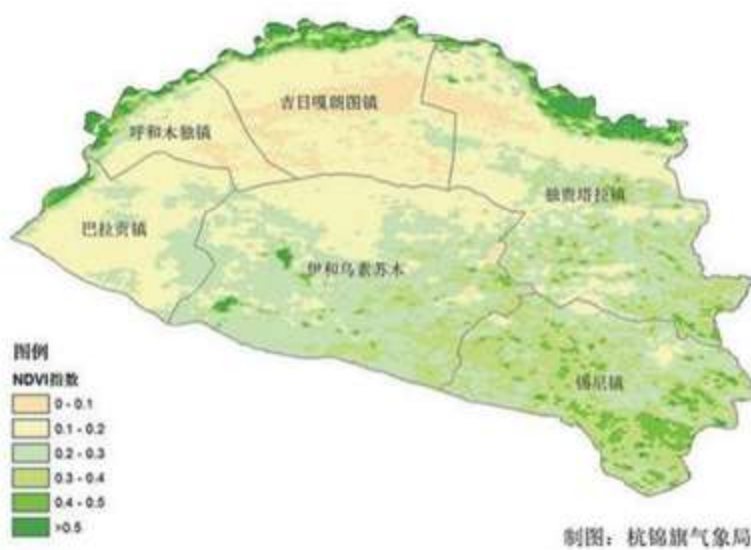 吉日嘎朗图镇
呼和木独镇
独贵塔拉镇
巴拉贡镇
伊和乌素苏木
锡尼镇
图例
NDVI指数
0 - 0.1
0.1 - 0.2
0.2 - 0.3
0.3 - 0.4
0.4 - 0.5
>0.5
制图：杭锦旗气象局